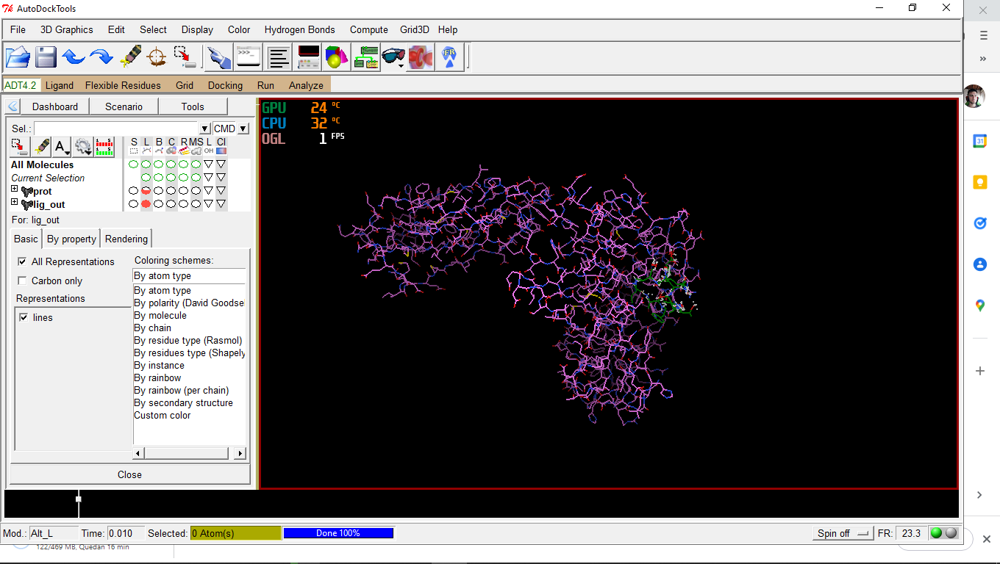 AutoDockTools
File 3D Graphics Edit Select Display Color Hydrogen Bonds Compute Grid3D Help
ADT4.2 Ligand Flexible Residues Grid Docking Run Analyze
Dashboard Scenario Tools
Sel.: CMD
S L B C R MS L Cl
OH
All Molecules
Current Selection
prot
lig_out
For: lig_out
Basic By property Rendering
All Representations
Carbon only
Representations
lines
Coloring schemes:
By atom type
By atom type
By polarity (David Goodsel
By molecule
By chain
By residue type (Rasmol)
By residues type (Shapely
By instance
By rainbow
By rainbow (per chain)
By secondary structure
Custom color
Close
GPU 24 °C
CPU 32 °C
OGL 1 FPS
Mod.: Alt_L Time: 0.010 Selected: 0 Atom(s) Done 100% Spin off FR: 23.3
122/469 MB, Quedan 16 min
31